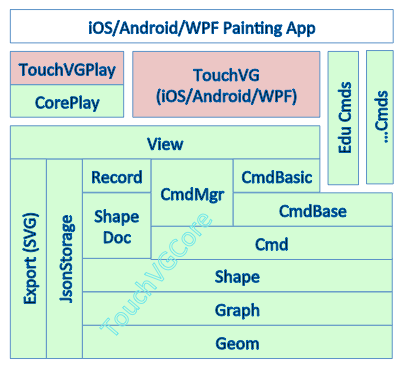 iOS/Android/WPF Painting App
TouchVGPlay
CorePlay
TouchVG
(iOS/Android/WPF)
Edu Cmds
...Cmds
View
Export (SVG)
JsonStorage
Record
Shape
Doc
CmdMgr
CmdBasic
CmdBase
Cmd
Shape
Graph
Geom
TouchVGCore